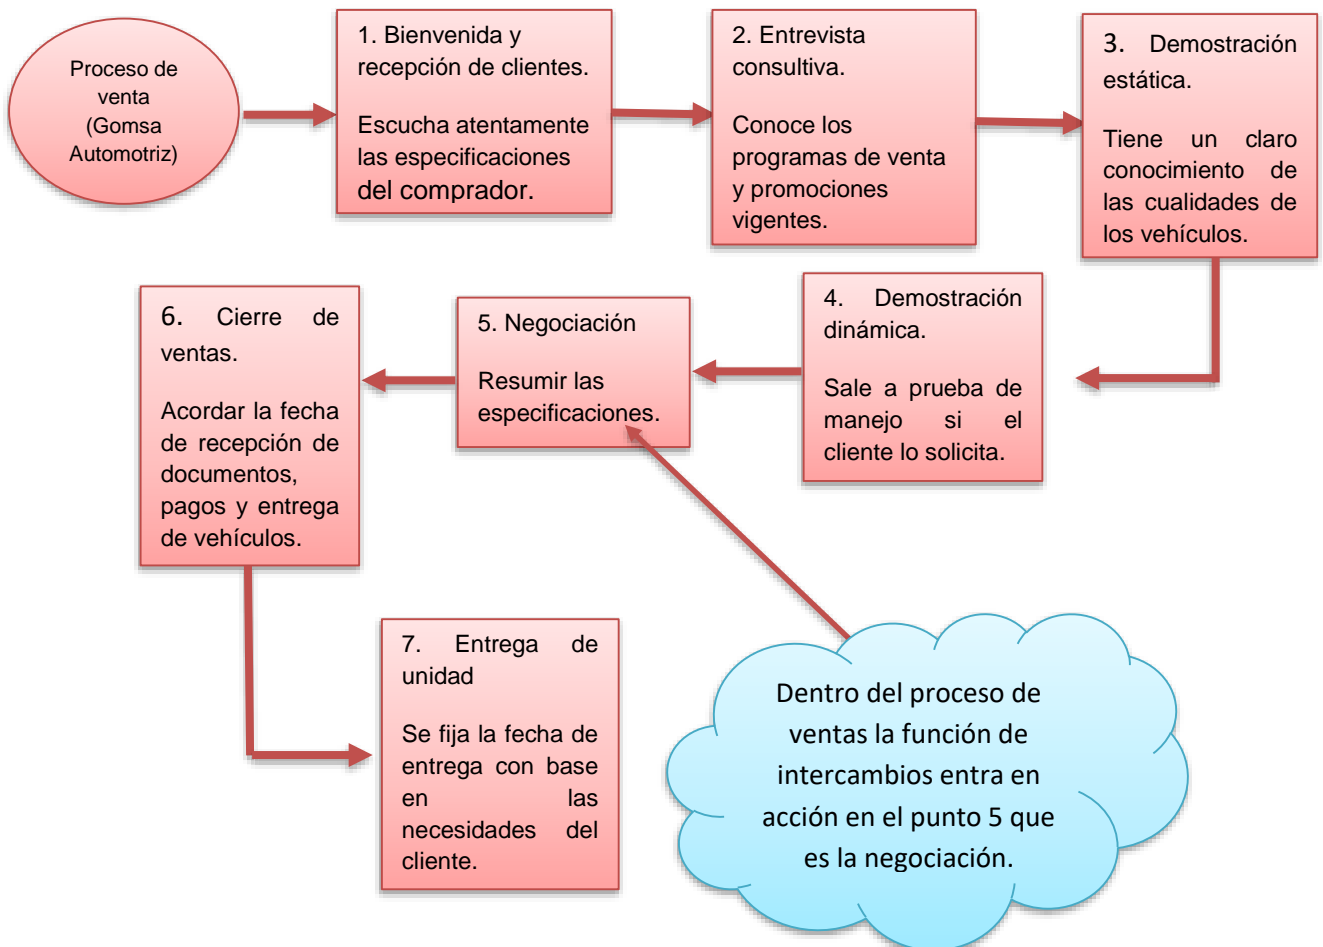 Proceso de
venta
(Gomsa
Automotriz)
1. Bienvenida y
recepción de clientes.
Escucha atentamente
las especificaciones
del comprador.
2. Entrevista
consultiva.
Conoce los
programas de venta
y promociones
vigentes.
3. Demostración
estática.
Tiene un claro
conocimiento de
las cualidades de
los vehículos.
4. Demostración
dinámica.
Sale a prueba de
manejo si el
cliente lo solicita.
5. Negociación
Resumir las
especificaciones.
6. Cierre de
ventas.
Acordar la fecha
de recepción de
documentos,
pagos y entrega
de vehículos.
7. Entrega de
unidad
Se fija la fecha de
entrega con base
en las
necesidades del
cliente.
Dentro del proceso de
ventas la función de
intercambios entra en
acción en el punto 5 que
es la negociación.